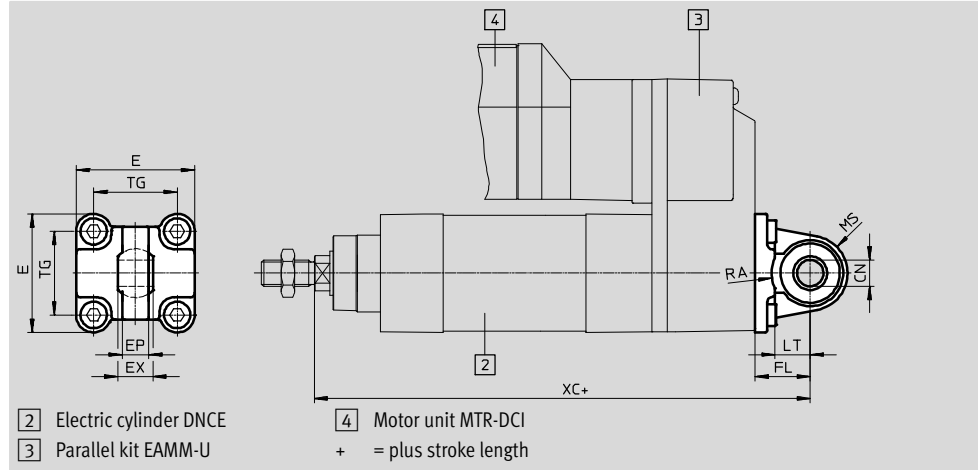 4
3
E
TG
E
TG
EP
EX
MS
CN
RA
LT
FL
XC+
2
2 Electric cylinder DNCE
3 Parallel kit EAMM-U
4 Motor unit MTR-DCI
+ = plus stroke length